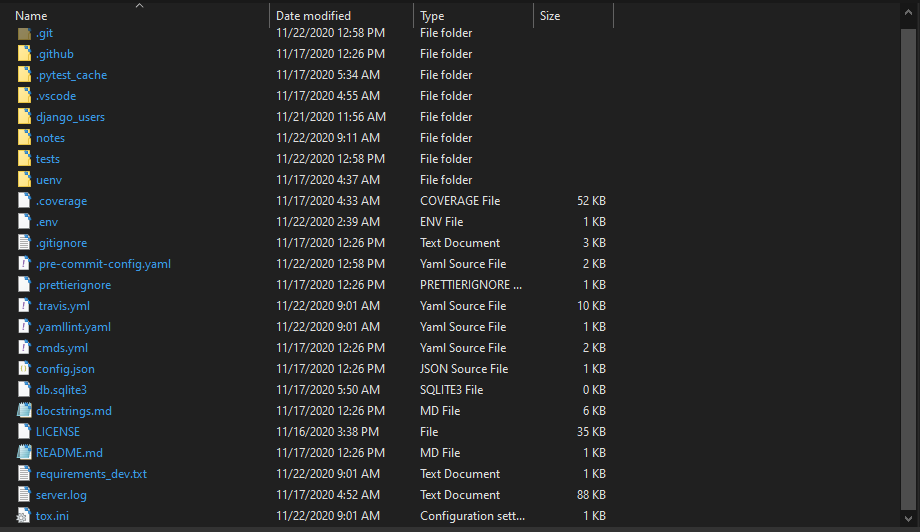 Name Date modified Type Size
.git 11/22/2020 12:58 PM File folder
.github 11/17/2020 12:26 PM File folder
.pytest_cache 11/17/2020 5:34 AM File folder
.vscode 11/17/2020 4:55 AM File folder
django_users 11/21/2020 11:56 AM File folder
notes 11/22/2020 9:11 AM File folder
tests 11/22/2020 12:58 PM File folder
uenv 11/17/2020 4:37 AM File folder
.coverage 11/17/2020 4:33 AM COVERAGE File 52 KB
.env 11/22/2020 2:39 AM ENV File 1 KB
.gitignore 11/17/2020 12:26 PM Text Document 3 KB
.pre-commit-config.yaml 11/22/2020 12:58 PM Yaml Source File 2 KB
.prettierignore 11/17/2020 12:26 PM PRETTIERIGNORE ... 1 KB
.travis.yml 11/22/2020 9:01 AM Yaml Source File 10 KB
.yamllint.yaml 11/22/2020 9:01 AM Yaml Source File 1 KB
cmds.yml 11/17/2020 12:26 PM Yaml Source File 2 KB
config.json 11/17/2020 12:26 PM JSON Source File 1 KB
db.sqlite3 11/17/2020 5:50 AM SQLITE3 File 0 KB
docstrings.md 11/17/2020 12:26 PM MD File 6 KB
LICENSE 11/16/2020 3:38 PM File 35 KB
README.md 11/17/2020 12:26 PM MD File 1 KB
requirements_dev.txt 11/22/2020 9:01 AM Text Document 1 KB
server.log 11/17/2020 4:52 AM Text Document 88 KB
tox.ini 11/22/2020 9:01 AM Configuration sett... 1 KB